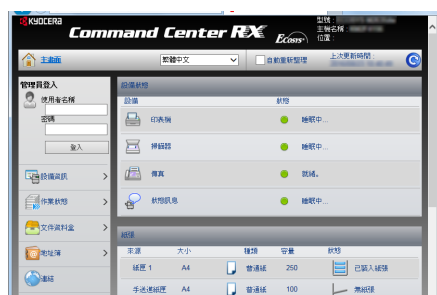 KYOCERA
Command Center RX
Ecosys
型號:
主機名稱:
位置:
主畫面
繁體中文
自動重新整理
上次更新時間:
管理員登入
使用者名稱
密碼
登入
設備資訊
作業狀態
文件資料盒
地址簿
連結
設備狀態
設備 狀態
印表機 睡眠中...
掃描器 睡眠中...
傳真 就緒。
狀態訊息 睡眠中...
紙張
來源 大小 種類 容量 狀態
紙匣 1 A4 普通紙 250 已裝入紙張
手送進紙匣 A4 普通紙 100 無紙張